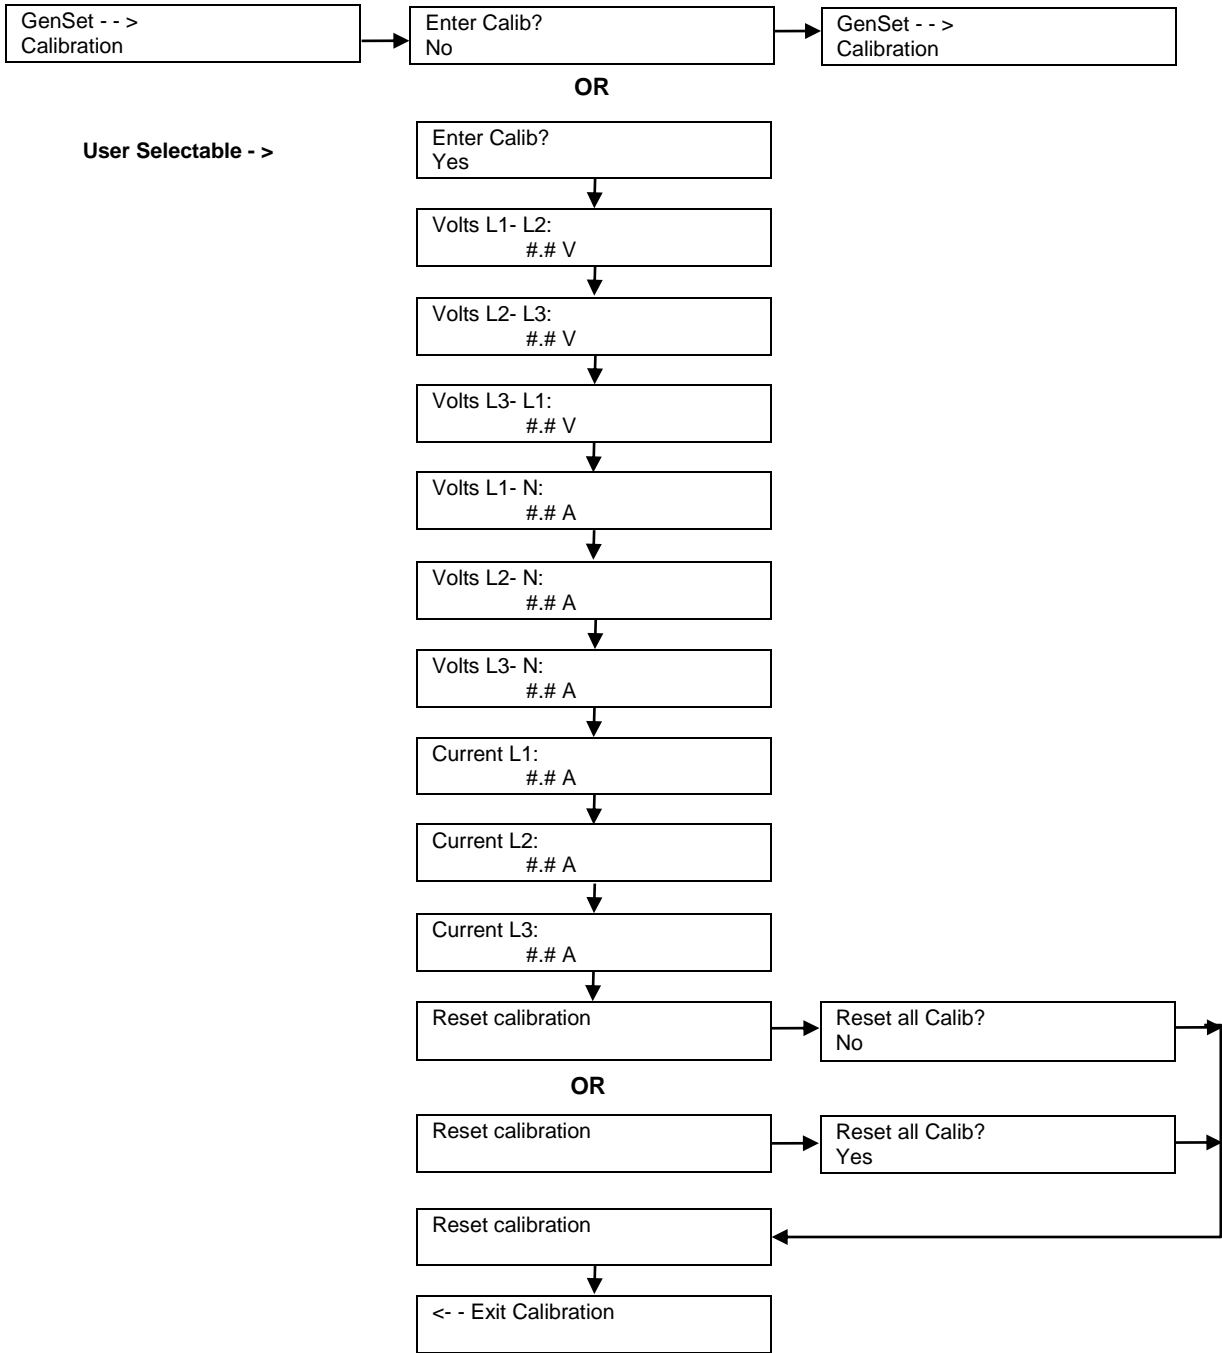 GenSet - - >
Calibration
Enter Calib?
No
GenSet - - >
Calibration
OR
User Selectable - >
Enter Calib?
Yes
Volts L1- L2:
#.# V
Volts L2- L3:
#.# V
Volts L3- L1:
#.# V
Volts L1- N:
#.# A
Volts L2- N:
#.# A
Volts L3- N:
#.# A
Current L1:
#.# A
Current L2:
#.# A
Current L3:
#.# A
Reset calibration
Reset all Calib?
No
OR
Reset calibration
Reset all Calib?
Yes
Reset calibration
<- - Exit Calibration